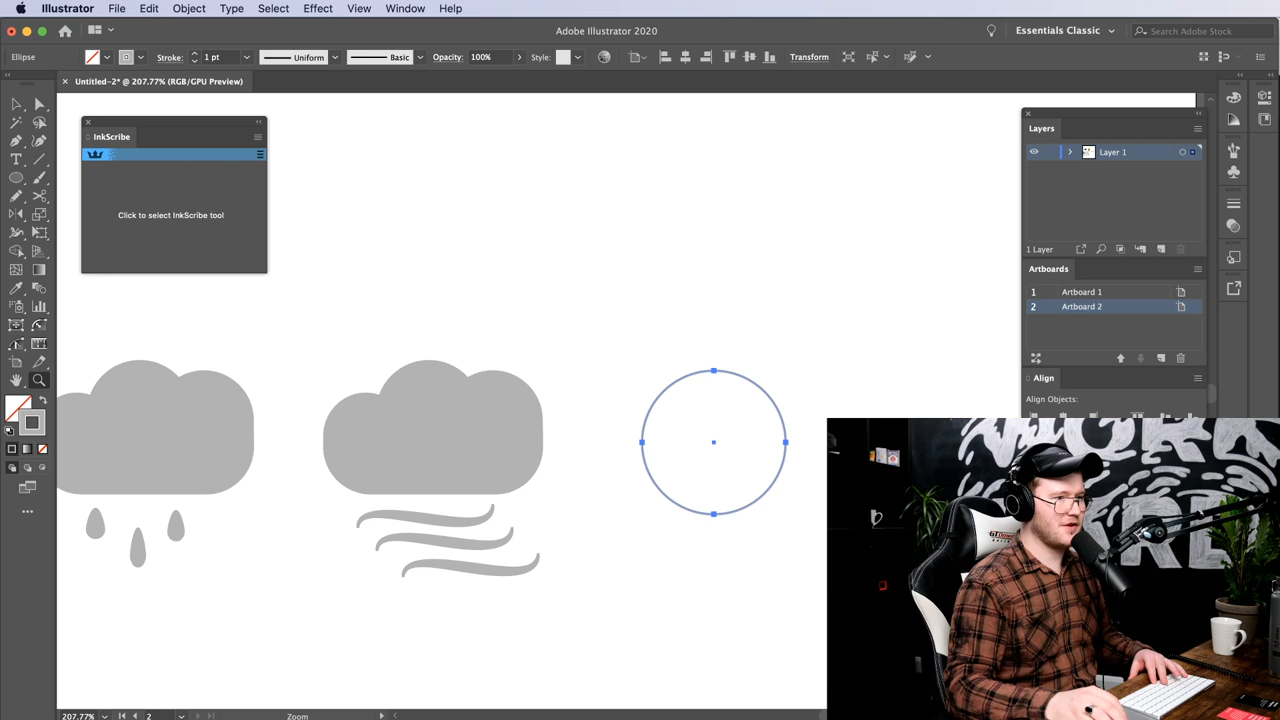 Illustrator File Edit Object Type Select Effect View Window Help
Adobe Illustrator 2020
Essentials Classic
Search Adobe Stock
Ellipse
Stroke:
1 pt
Uniform
Basic
Opacity:
100%
Style:
Transform
Untitled-2* @ 207.77% (RGB/GPU Preview)
InkScribe
Click to select InkScribe tool
Layers
Layer 1
1 Layer
Artboards
1 Artboard 1
2 Artboard 2
Align
Align Objects:
207.77%
2
Zoom